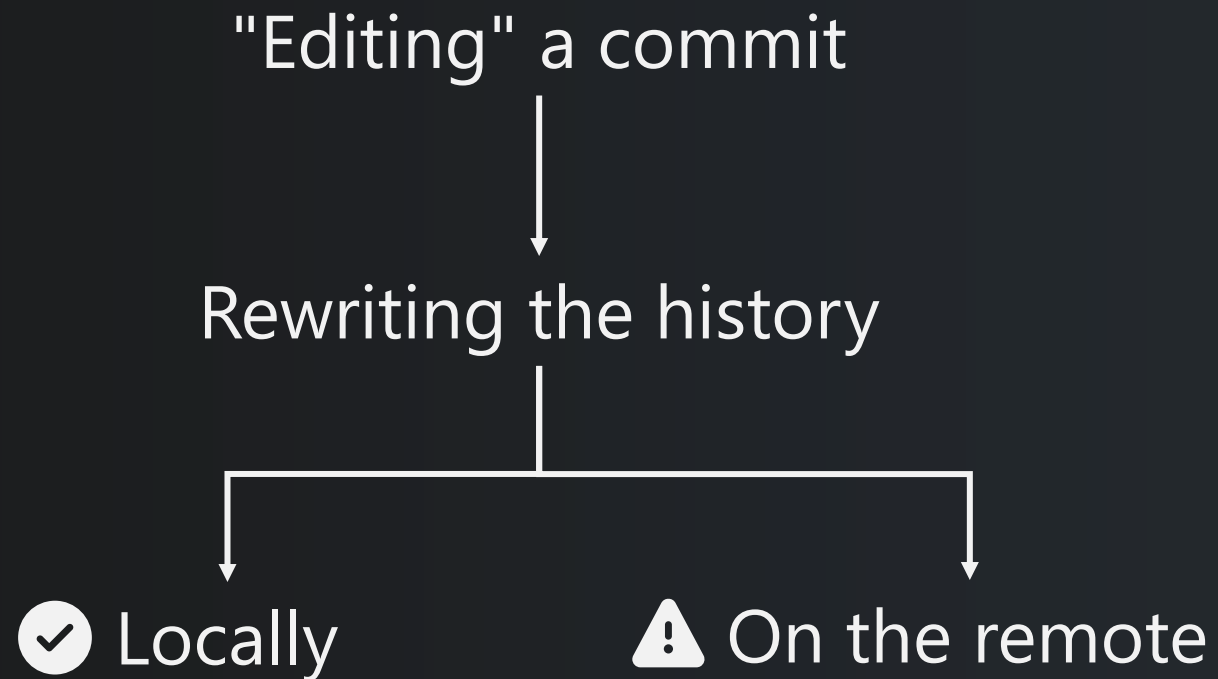 "Editing" a commit
Rewriting the history
Locally
On the remote